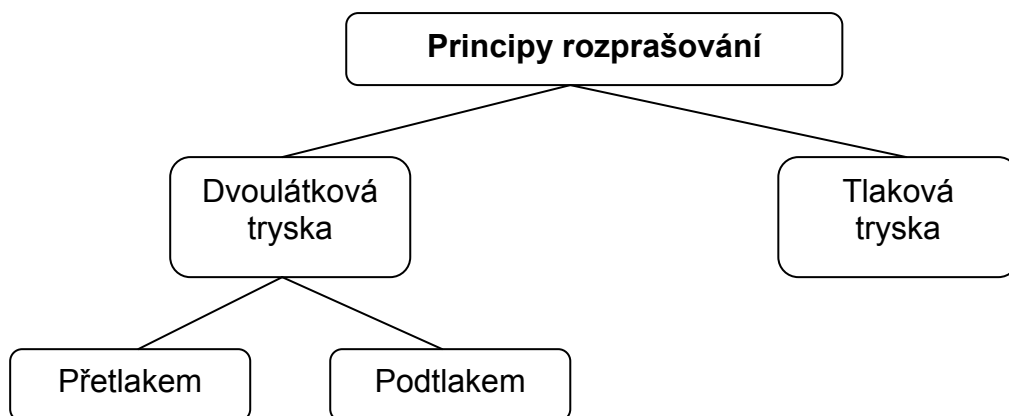 Principy rozprašování
Dvoulátková
tryska
Tlaková
tryska
Přetlakem
Podtlakem